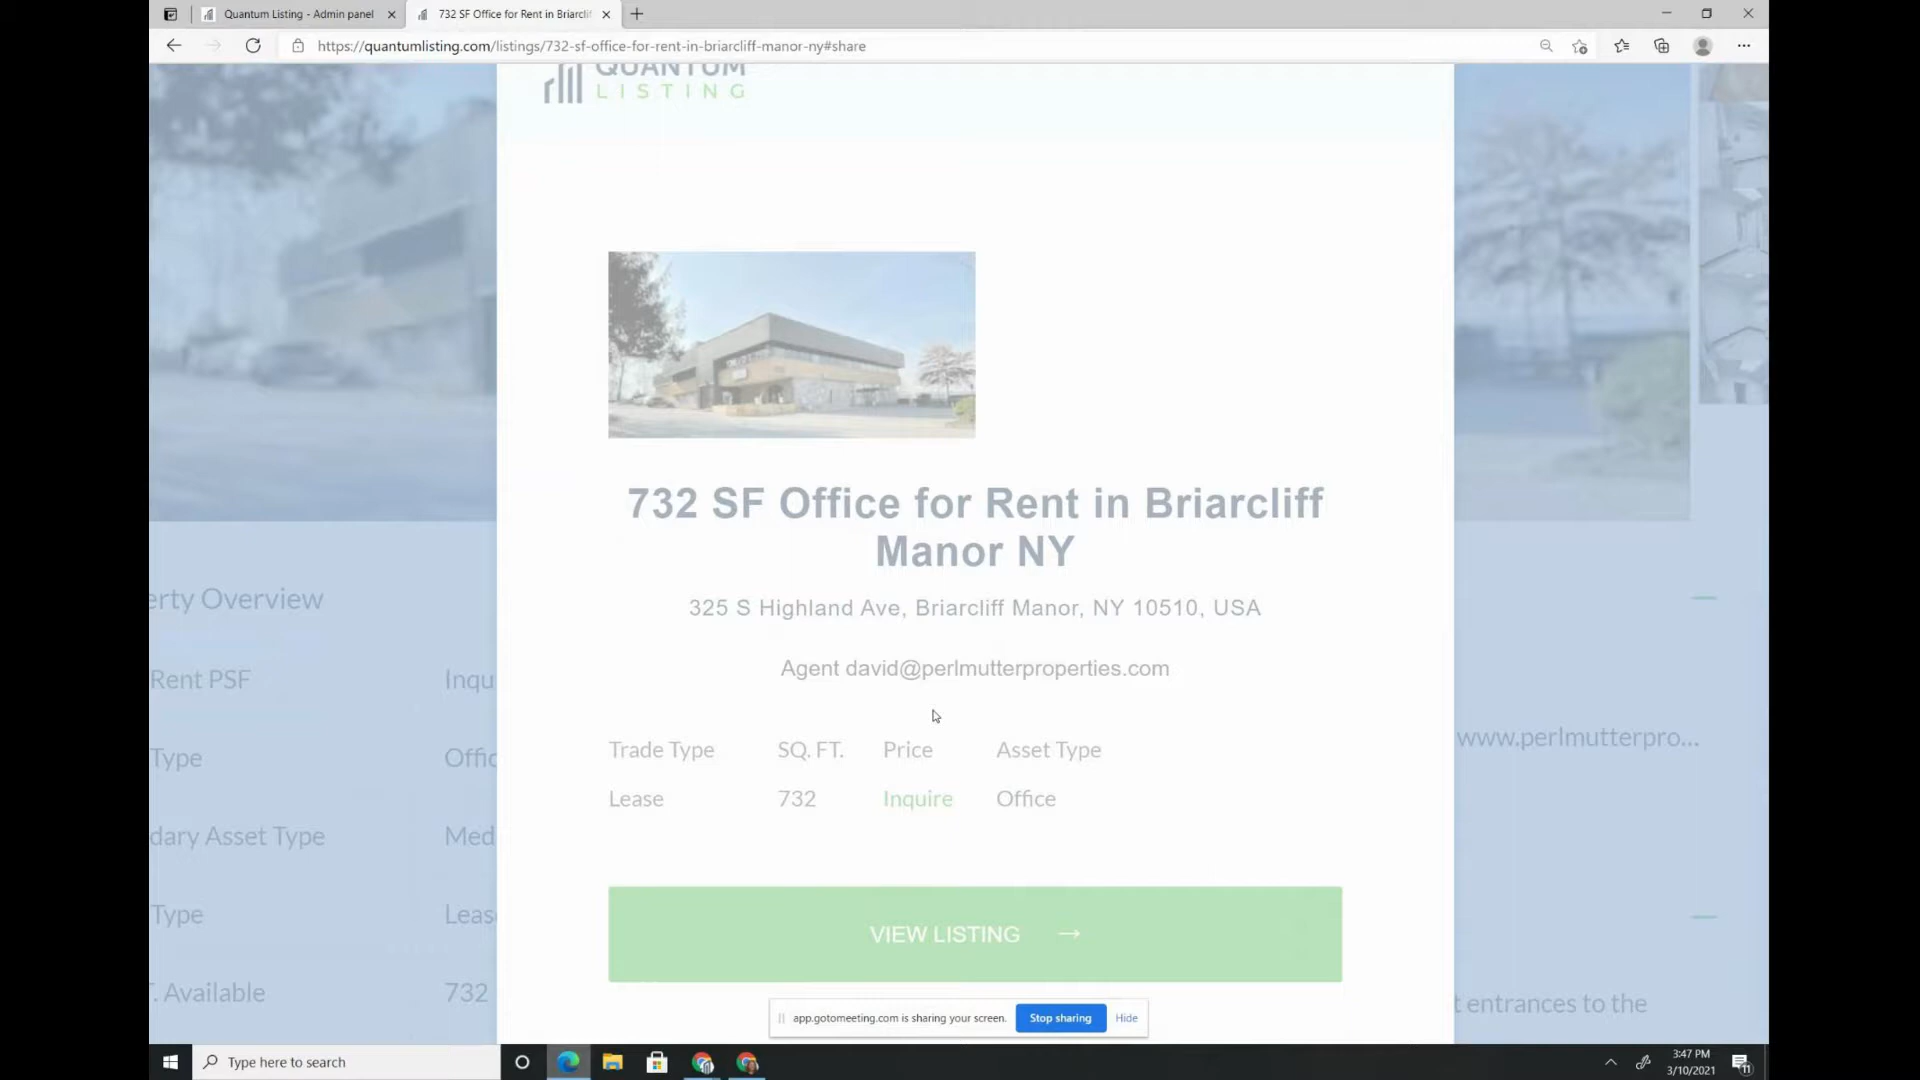 Quantum Listing - Admin panel
732 SF Office for Rent in Briarcli
https://quantumlisting.com/listings/732-sf-office-for-rent-in-briarcliff-manor-ny#share
QUANTUM
LISTING
732 SF Office for Rent in Briarcliff
Manor NY
325 S Highland Ave, Briarcliff Manor, NY 10510, USA
Agent david@perlmutterproperties.com
Trade Type SQ. FT. Price Asset Type
Lease 732 Inquire Office
VIEW LISTING →
erty Overview
Rent PSF Inqu
Type Offic
dary Asset Type Med
Type Leas
. Available 732
www.perlmutterpro...
t entrances to the
app.gotomeeting.com is sharing your screen. Stop sharing Hide
Type here to search
3:47 PM
3/10/2021